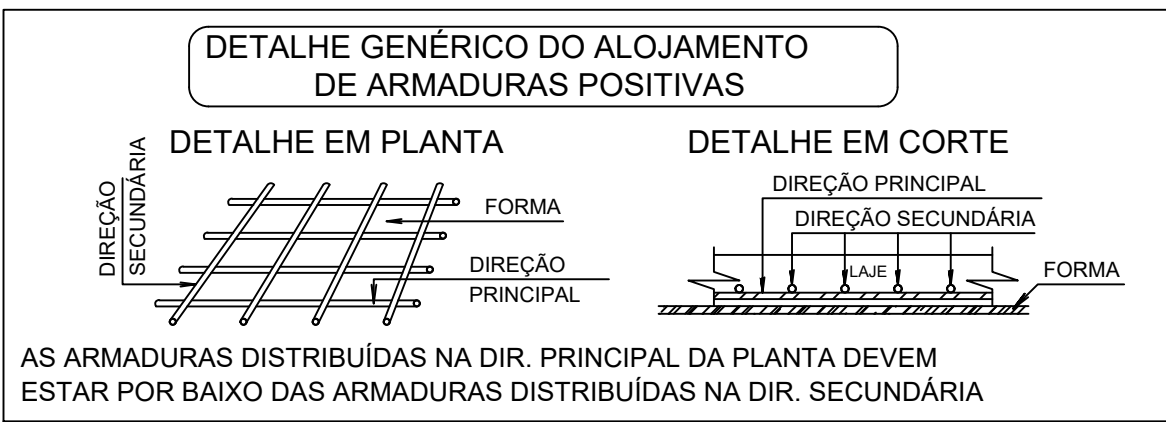 DETALHE GENÉRICO DO ALOJAMENTO
DE ARMADURAS POSITIVAS
DETALHE EM PLANTA
DIREÇÃO
SECUNDÁRIA
FORMA
DIREÇÃO
PRINCIPAL
DETALHE EM CORTE
DIREÇÃO PRINCIPAL
DIREÇÃO SECUNDÁRIA
LAJE
FORMA
AS ARMADURAS DISTRIBUÍDAS NA DIR. PRINCIPAL DA PLANTA DEVEM
ESTAR POR BAIXO DAS ARMADURAS DISTRIBUÍDAS NA DIR. SECUNDÁRIA